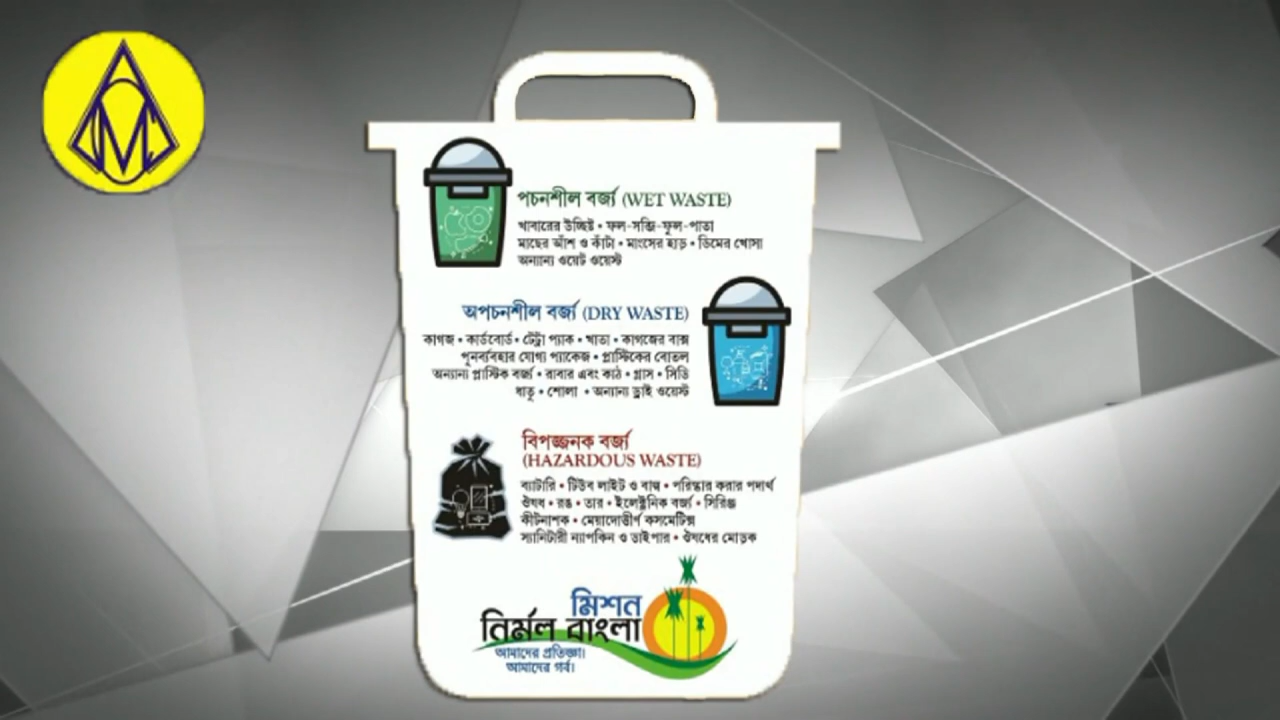 পচনশীল বর্জ্য (WET WASTE)
খাবারের উচ্ছিষ্ট • ফল-সব্জি-ফুল-পাতা
মাছের আঁশ ও কাঁটা • মাংসের হাড় • ডিমের খোসা
অন্যান্য ওয়েট ওয়েস্ট
অপচনশীল বর্জ্য (DRY WASTE)
কাগজ • কার্ডবোর্ড • টেট্রা প্যাক • খাতা • কাগজের বাক্স
পূনর্ব্যবহার যোগ্য প্যাকেজ • প্লাস্টিকের বোতল
অন্যান্য প্লাস্টিক বর্জ্য • রাবার এবং কাঠ • গ্লাস • সিডি
ধাতু • শোলা • অন্যান্য ড্রাই ওয়েস্ট
বিপজ্জনক বর্জ্য
(HAZARDOUS WASTE)
ব্যাটারি • টিউব লাইট ও বাল্ব • পরিস্কার করার পদার্থ
ঔষধ • রঙ • তার • ইলেক্ট্রনিক বর্জ্য • সিরিঞ্জ
কীটনাশক • মেয়াদোত্তীর্ণ কসমেটিক্স
স্যানিটারী ন্যাপকিন ও ডাইপার • ঔষধের মোড়ক
মিশন
নির্মল বাংলা
আমাদের প্রতিজ্ঞা।
আমাদের গর্ব।